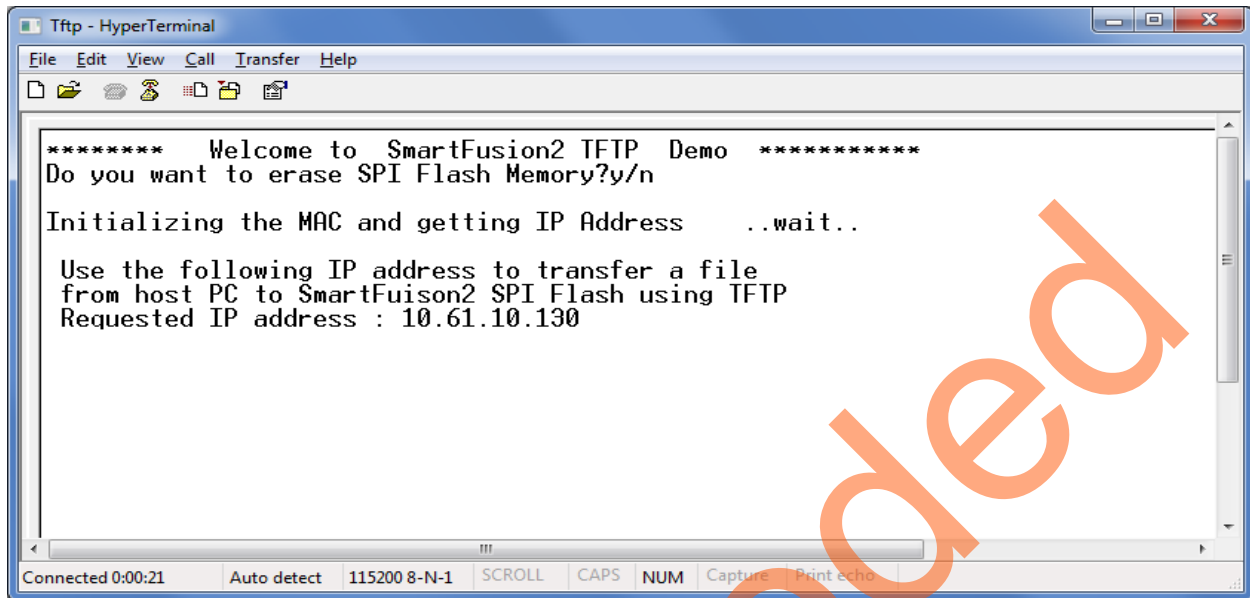 Tftp - HyperTerminal
File Edit View Call Transfer Help
******** Welcome to SmartFusion2 TFTP Demo ***********
Do you want to erase SPI Flash Memory?y/n
Initializing the MAC and getting IP Address ..wait..
Use the following IP address to transfer a file
from host PC to SmartFuison2 SPI Flash using TFTP
Requested IP address : 10.61.10.130
Connected 0:00:21 Auto detect 115200 8-N-1 SCROLL CAPS NUM Capture Print echo
ded